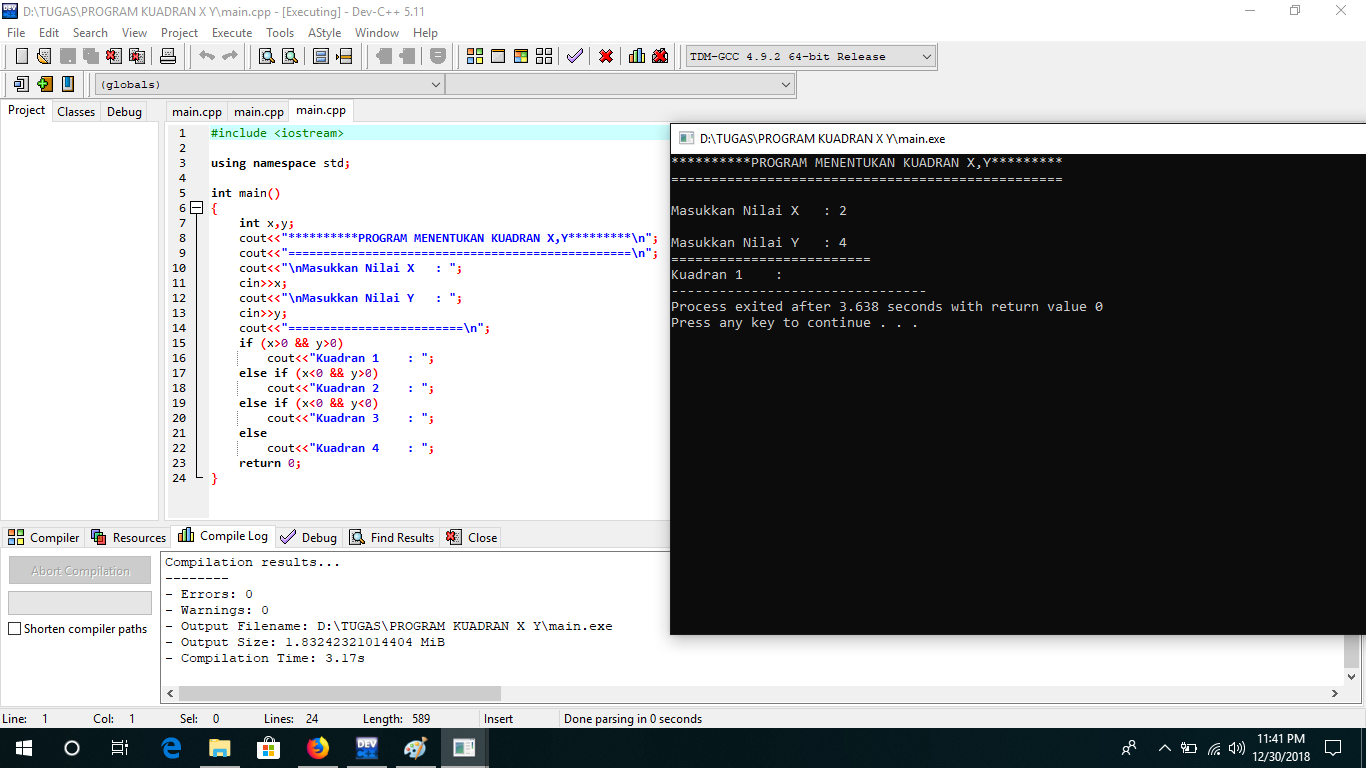 D:\TUGAS\PROGRAM KUADRAN X Y\main.cpp - [Executing] - Dev-C++ 5.11
File Edit Search View Project Execute Tools AStyle Window Help
TDM-GCC 4.9.2 64-bit Release
(globals)
Project Classes Debug
main.cpp main.cpp main.cpp
1 #include <iostream>
2
3 using namespace std;
4
5 int main()
6 {
7 int x,y;
8 cout<<"**********PROGRAM MENENTUKAN KUADRAN X,Y*********\n";
9 cout<<"=================================================\n";
10 cout<<"\nMasukkan Nilai X   : ";
11 cin>>x;
12 cout<<"\nMasukkan Nilai Y   : ";
13 cin>>y;
14 cout<<"=========================\n";
15 if (x>0 && y>0)
16 cout<<"Kuadran 1    : ";
17 else if (x<0 && y>0)
18 cout<<"Kuadran 2    : ";
19 else if (x<0 && y<0)
20 cout<<"Kuadran 3    : ";
21 else
22 cout<<"Kuadran 4    : ";
23 return 0;
24 }
D:\TUGAS\PROGRAM KUADRAN X Y\main.exe
**********PROGRAM MENENTUKAN KUADRAN X,Y*********
=================================================
Masukkan Nilai X   : 2
Masukkan Nilai Y   : 4
=========================
Kuadran 1    :
--------------------------------
Process exited after 3.638 seconds with return value 0
Press any key to continue . . .
Compiler Resources Compile Log Debug Find Results Close
Abort Compilation
Shorten compiler paths
Compilation results...
--------
- Errors: 0
- Warnings: 0
- Output Filename: D:\TUGAS\PROGRAM KUADRAN X Y\main.exe
- Output Size: 1.83242321014404 MiB
- Compilation Time: 3.17s
Line: 1 Col: 1 Sel: 0 Lines: 24 Length: 589 Insert Done parsing in 0 seconds
DEV
11:41 PM
12/30/2018